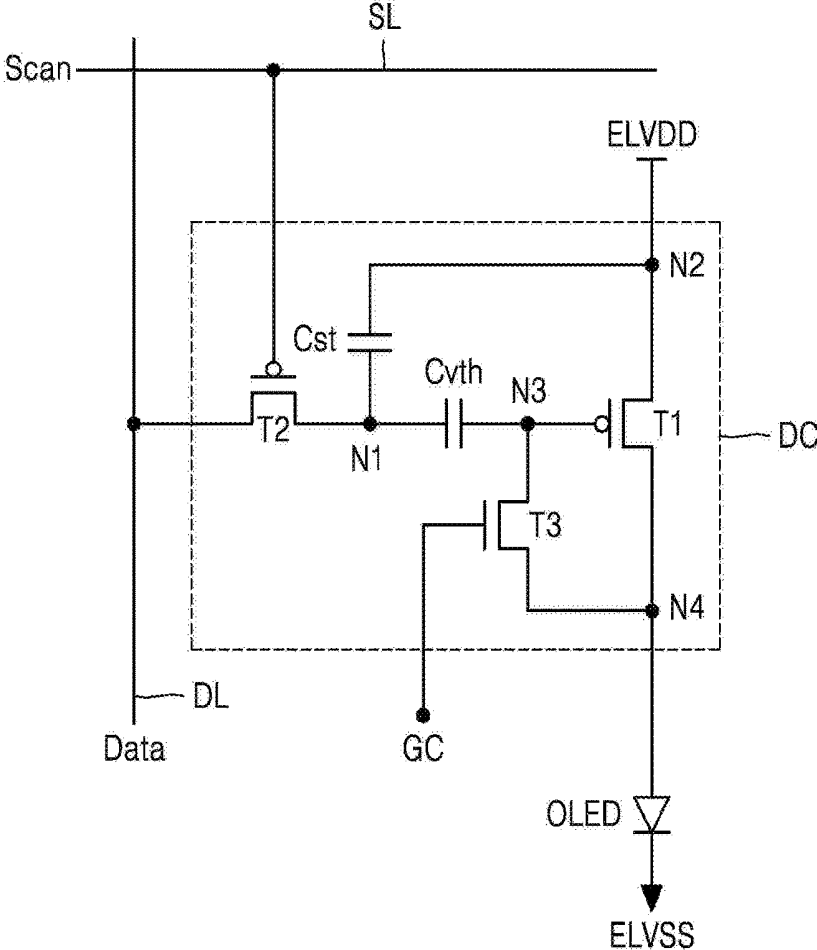 SL
Scan
ELVDD
N2
Cst
Cvth
N3
T2
T1
DC
N1
T3
N4
DL
Data
GC
OLED
ELVSS